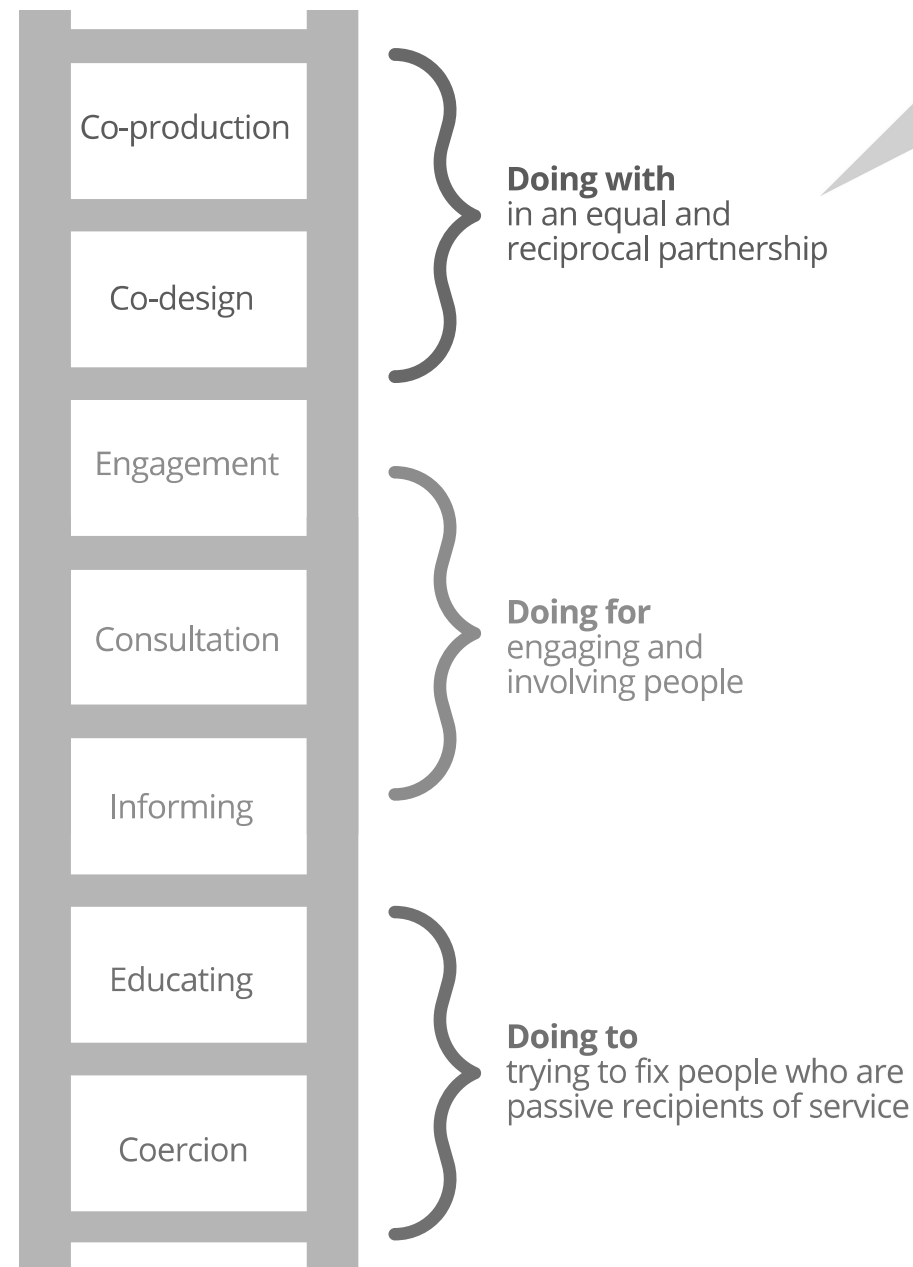 Co-production
Doing with
in an equal and
reciprocal partnership
Co-design
Engagement
Consultation
Doing for
engaging and
involving people
Informing
Educating
Doing to
trying to fix people who are
passive recipients of service
Coercion